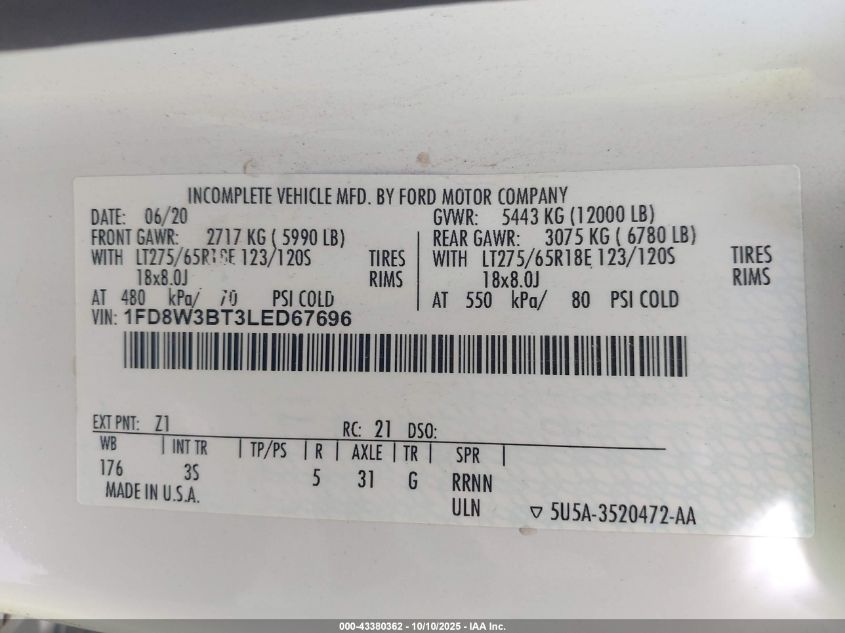 INCOMPLETE VEHICLE MFD. BY FORD MOTOR COMPANY
DATE: 06/20 GVWR: 5443 KG (12000 LB)
FRONT GAWR: 2717 KG ( 5990 LB) REAR GAWR: 3075 KG ( 6780 LB)
WITH LT275/65R18E 123/120S TIRES WITH LT275/65R18E 123/120S TIRES
18x8.0J RIMS 18x8.0J RIMS
AT 480 kPa/ 70 PSI COLD AT 550 kPa/ 80 PSI COLD
VIN: 1FD8W3BT3LED67696
EXT PNT: Z1 RC: 21 DSO:
WB | INT TR | TP/PS | R | AXLE | TR | SPR |
176 3S 5 31 G RRNN
MADE IN U.S.A. ULN ▽ 5U5A-3520472-AA
000-43380362 - 10/10/2025 - IAA Inc.